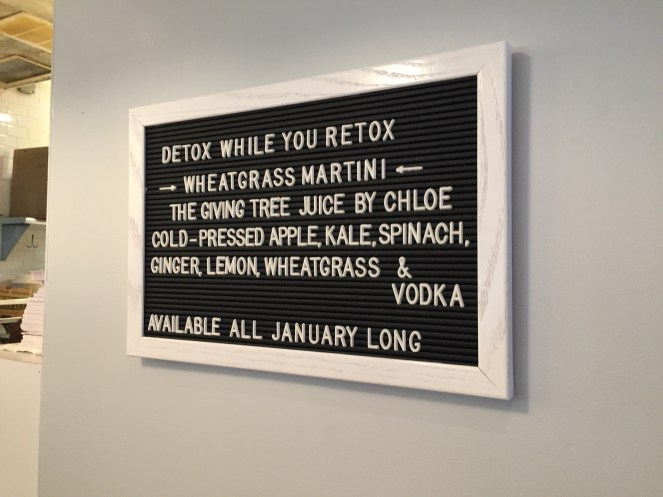 DETOX WHILE YOU RETOX
→ WHEATGRASS MARTINI ←
THE GIVING TREE JUICE BY CHLOE
COLD-PRESSED APPLE, KALE, SPINACH,
GINGER, LEMON, WHEATGRASS &
VODKA
AVAILABLE ALL JANUARY LONG